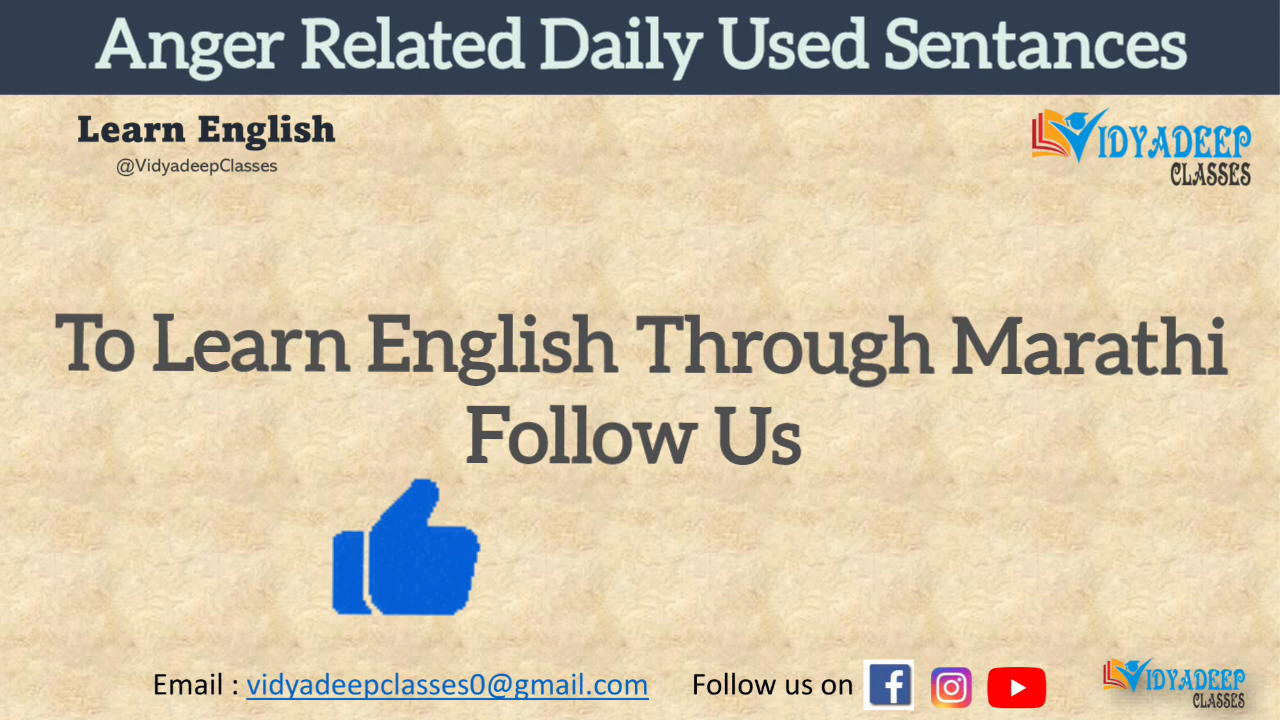 Anger Related Daily Used Sentances
Learn English
@VidyadeepClasses
VIDYADEEP
CLASSES
To Learn English Through Marathi
Follow Us
Email : vidyadeepclasses0@gmail.com Follow us on
VIDYADEEP
CLASSES